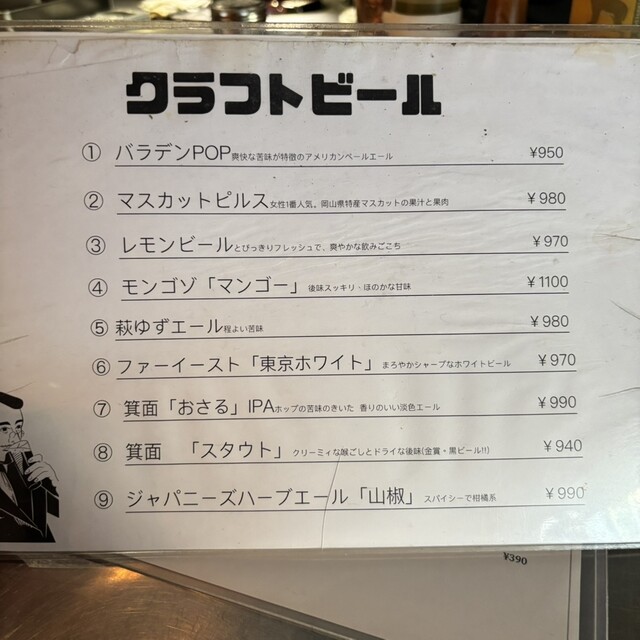 クラフトビール
① バラデンPOP爽快な苦味が特徴のアメリカンペールエール ¥950
② マスカットピルス女性1番人気。岡山県特産マスカットの果汁と果肉 ¥980
③ レモンビールとびっきりフレッシュで、爽やかな飲みごこち ¥970
④ モンゴゾ「マンゴー」 後味スッキリ・ほのかな甘味 ¥1100
⑤ 萩ゆずエール程よい苦味 ¥980
⑥ ファーイースト「東京ホワイト」 まろやかシャープなホワイトビール ¥970
⑦ 箕面「おさる」IPAホップの苦味のきいた 香りのいい淡色エール ¥990
⑧ 箕面 「スタウト」 クリーミィな喉ごしとドライな後味(金賞・黒ビール!!) ¥940
⑨ ジャパニーズハーブエール「山椒」 スパイシーで柑橘系 ¥990
¥390